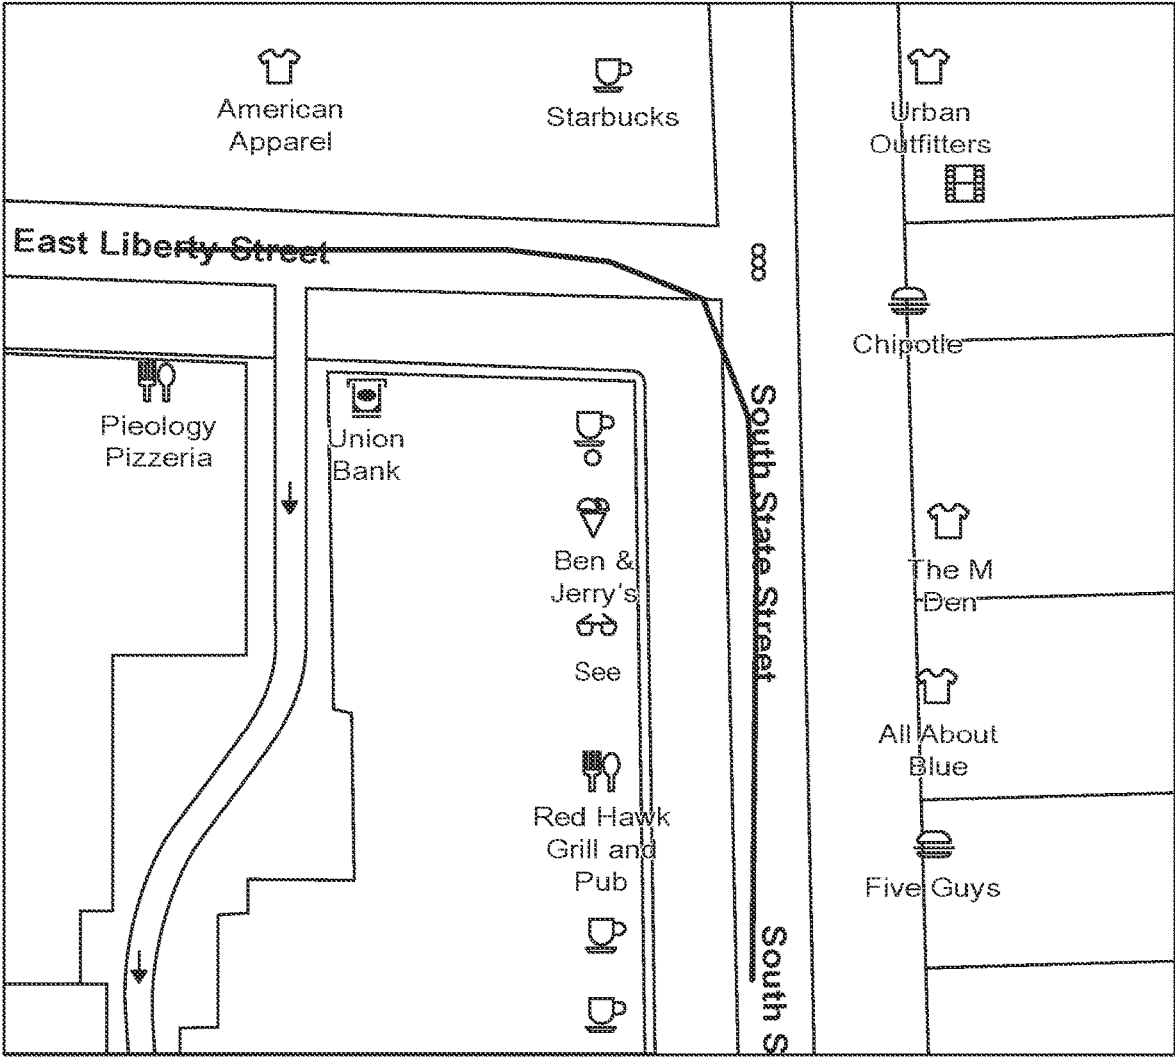 American
Apparel
Starbucks
Urban
Outfitters
East Liberty Street
Chipotle
Pieology
Pizzeria
Union
Bank
South State Street
Ben &
Jerry's
The M
Den
See
All About
Blue
Red Hawk
Grill and
Pub
Five Guys
South S